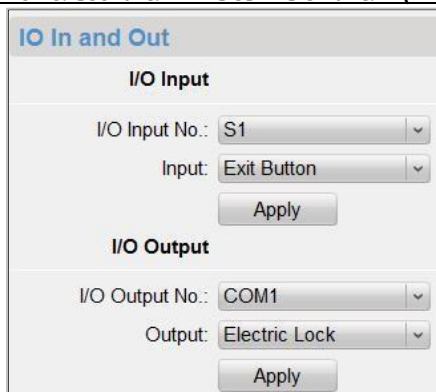 IO In and Out
I/O Input
I/O Input No.: S1
Input: Exit Button
Apply
I/O Output
I/O Output No.: COM1
Output: Electric Lock
Apply